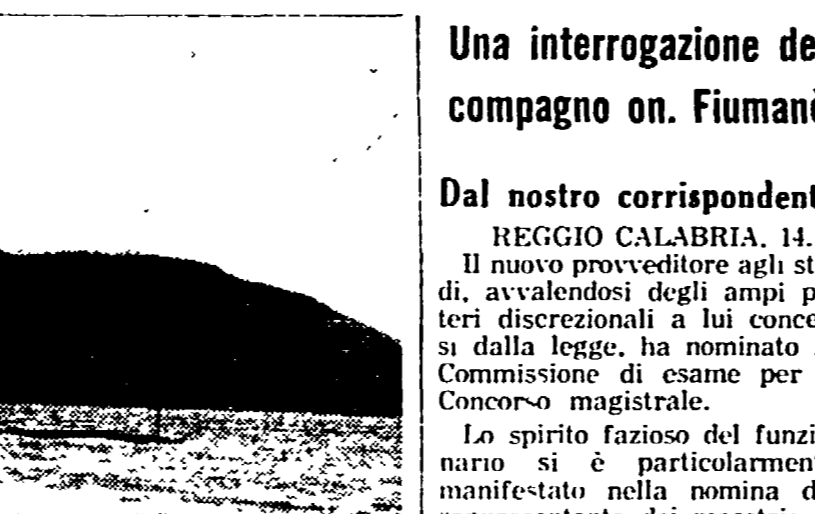 Una interrogazione de
compagno on. Fiumanò
Dal nostro corrispondent
REGGIO CALABRIA, 14.
Il nuovo provveditore agli st
di, avvalendosi degli ampi p
teri discrezionali a lui conce
si dalla legge, ha nominato
Commissione di esame per
Concorso magistrale.
Lo spirito fazioso del funzi
nario si è particolarmen
manifestato nella nomina d